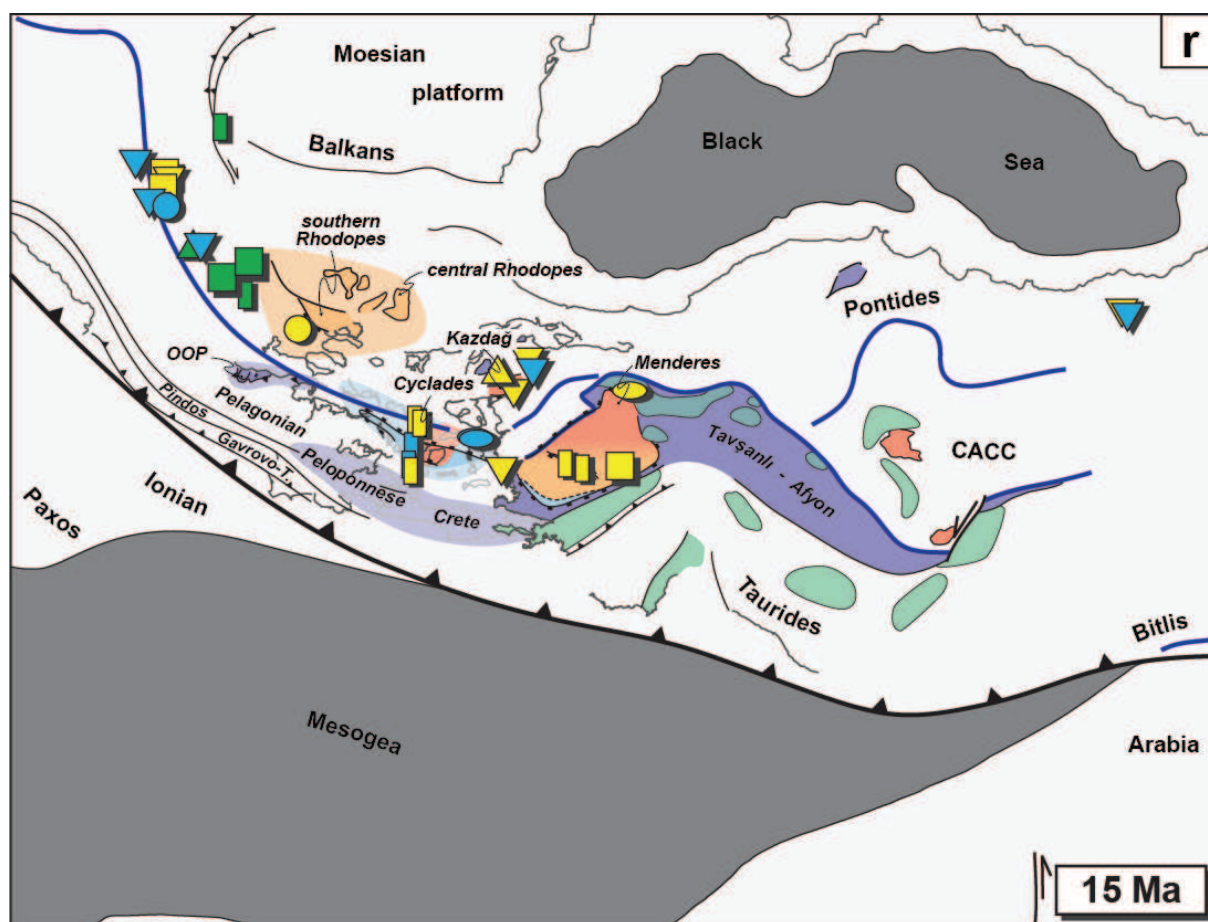 r
Moesian
platform
Black
Sea
Balkans
southern
Rhodopes
central Rhodopes
Pontides
Kazdağ
Menderes
OOP
Cyclades
Pindos
Pelagonian
Tavşanlı - Afyon
CACC
Gavrovo-T.
Peloponnese
Ionian
Crete
Paxos
Taurides
Bitlis
Mesogea
Arabia
15 Ma